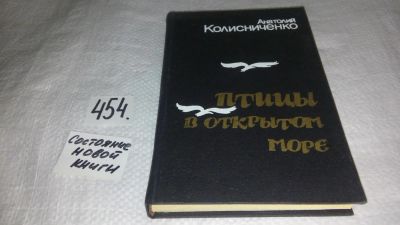 Анатолий
Колисниченко
ПТИЦЫ
В ОТКРЫТОМ
МОРЕ
454.
СОСТОЯНИЕ
НОВОЙ
КНИГИ